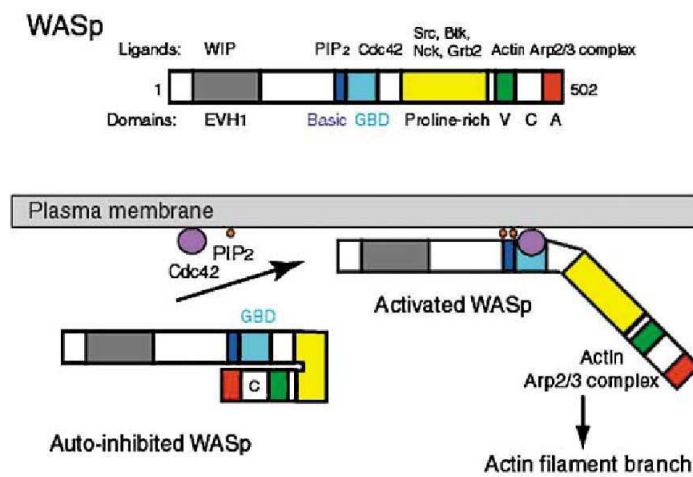 WASp
Src, Btk,
Ligands: WIP PIP2 Cdc42 Nck, Grb2 Actin Arp2/3 complex
1 502
Domains: EVH1 Basic GBD Proline-rich V C A
Plasma membrane
PIP2
Cdc42
Activated WASp
GBD
C
Actin
Arp2/3 complex
Auto-inhibited WASp
Actin filament branch